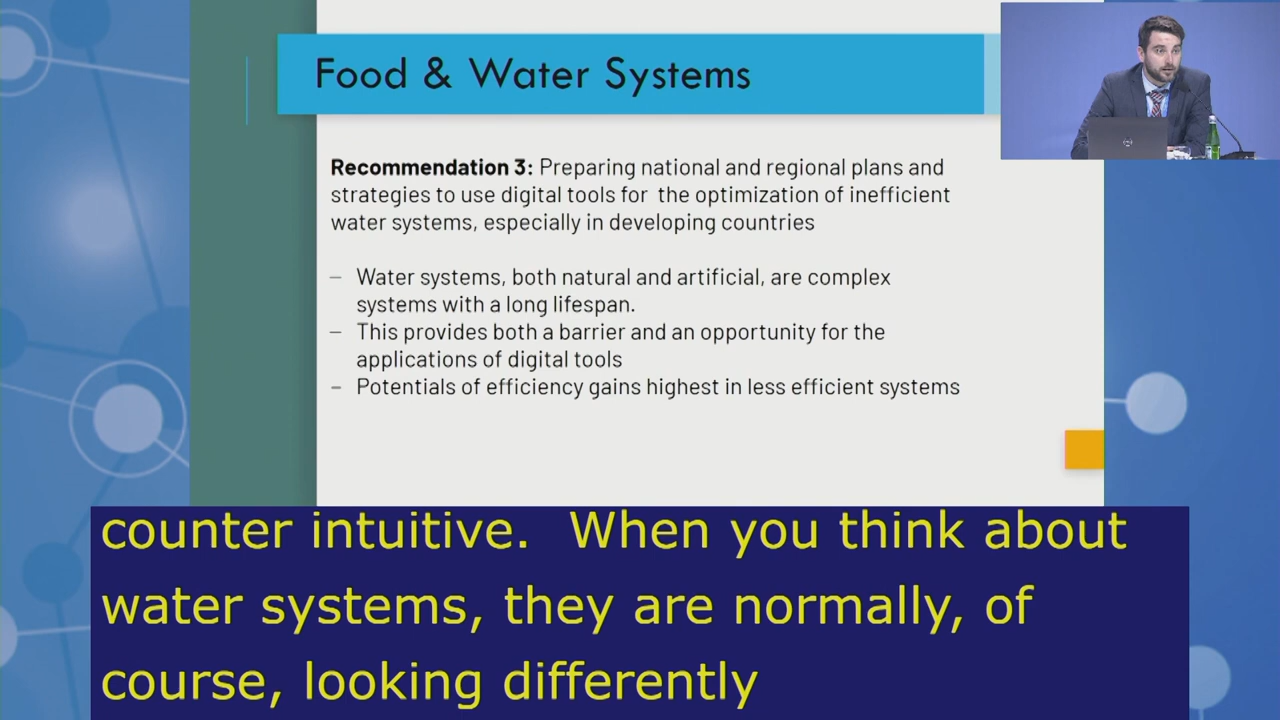 Food & Water Systems
Recommendation 3: Preparing national and regional plans and
strategies to use digital tools for the optimization of inefficient
water systems, especially in developing countries
– Water systems, both natural and artificial, are complex
systems with a long lifespan.
– This provides both a barrier and an opportunity for the
applications of digital tools
– Potentials of efficiency gains highest in less efficient systems
counter intuitive. When you think about
water systems, they are normally, of
course, looking differently